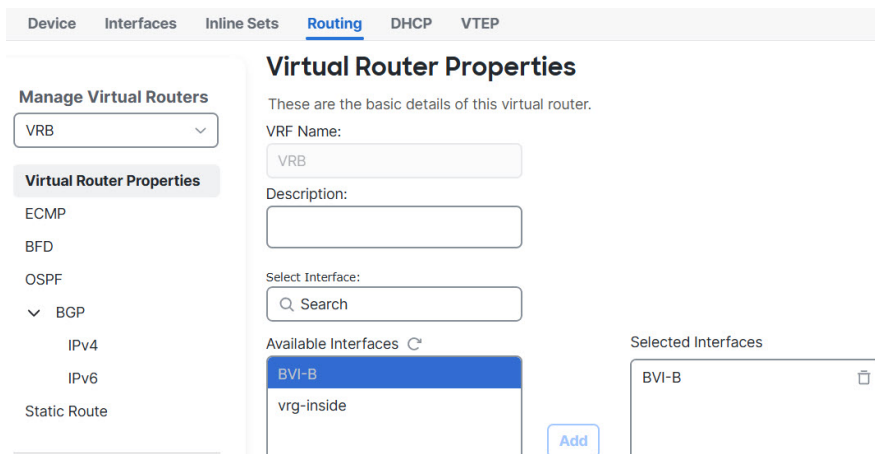 Device Interfaces Inline Sets Routing DHCP VTEP
Manage Virtual Routers
VRB
Virtual Router Properties
ECMP
BFD
OSPF
BGP
IPv4
IPv6
Static Route
Virtual Router Properties
These are the basic details of this virtual router.
VRF Name:
VRB
Description:
Select Interface:
Search
Available Interfaces
BVI-B
vrg-inside
Add
Selected Interfaces
BVI-B